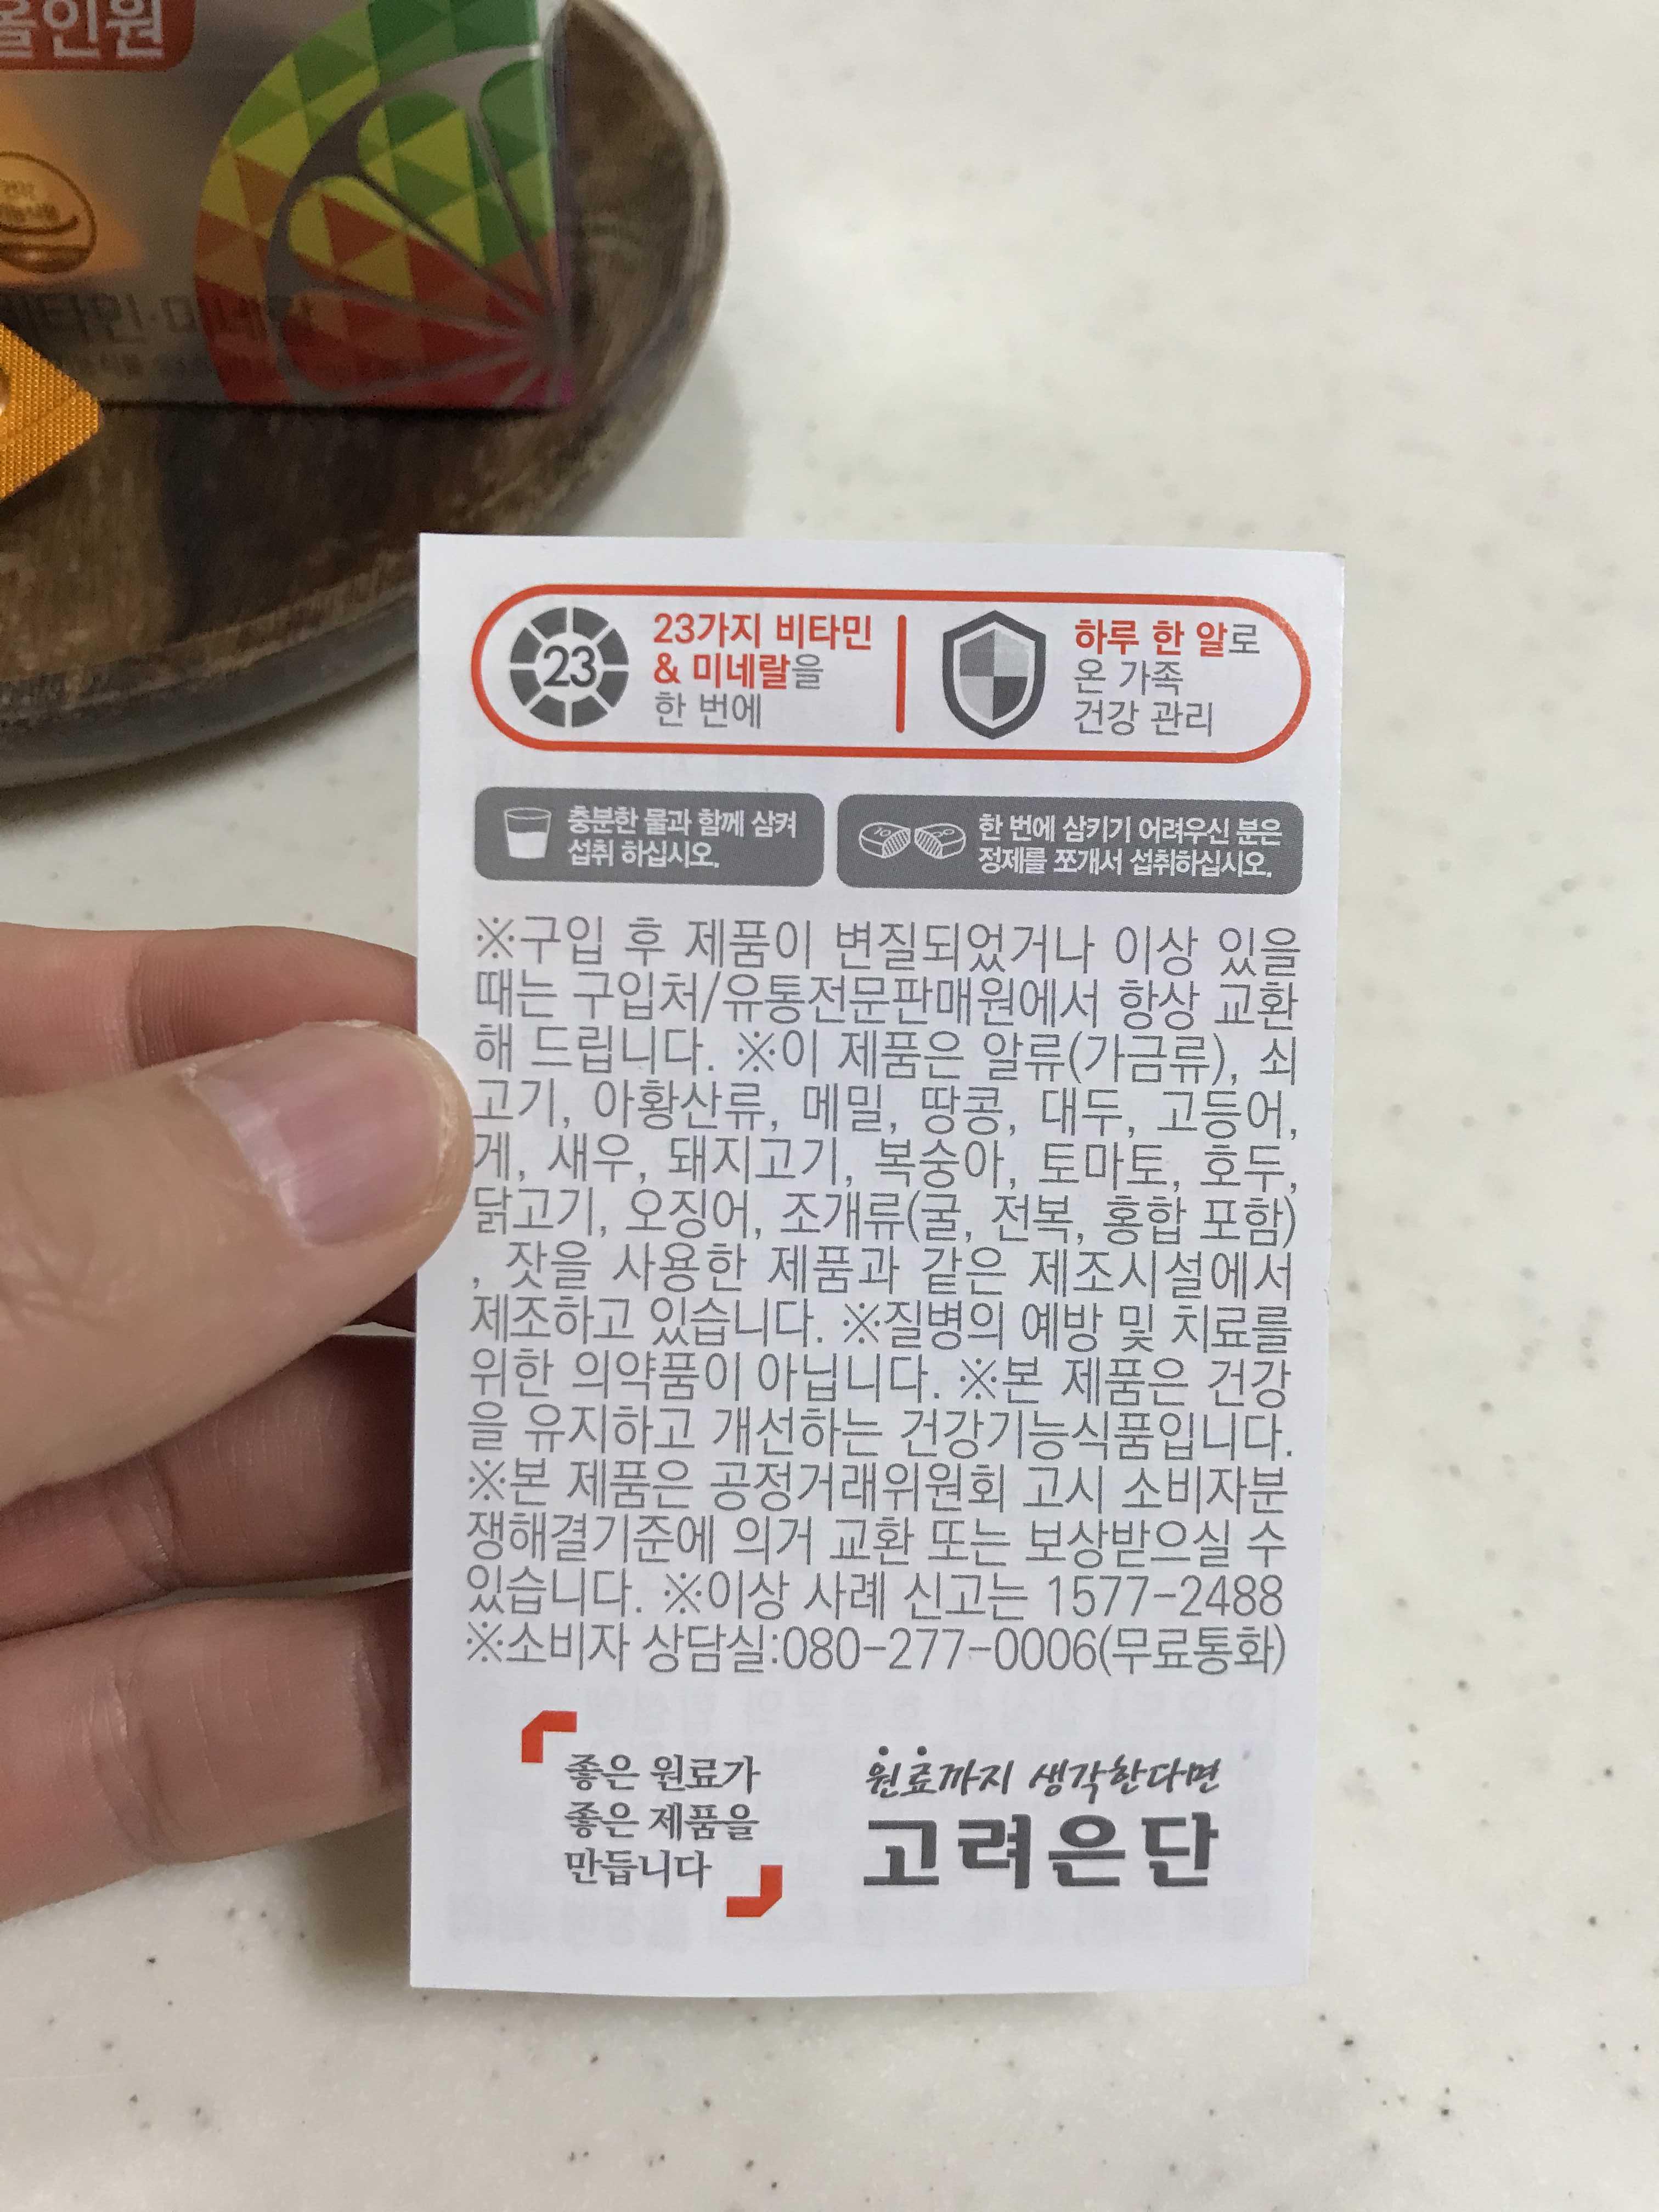 올인원
비타민·미네랄
23
23가지 비타민
& 미네랄을
한 번에
하루 한 알로
온 가족
건강 관리
충분한 물과 함께 삼켜
섭취 하십시오.
한 번에 삼키기 어려우신 분은
정제를 쪼개서 섭취하십시오.
※구입 후 제품이 변질되었거나 이상 있을
때는 구입처/유통전문판매원에서 항상 교환
해 드립니다. ※이 제품은 알류(가금류), 쇠
고기, 아황산류, 메밀, 땅콩, 대두, 고등어,
게, 새우, 돼지고기, 복숭아, 토마토, 호두,
닭고기, 오징어, 조개류(굴, 전복, 홍합 포함)
, 잣을 사용한 제품과 같은 제조시설에서
제조하고 있습니다. ※질병의 예방 및 치료를
위한 의약품이 아닙니다. ※본 제품은 건강
을 유지하고 개선하는 건강기능식품입니다.
※본 제품은 공정거래위원회 고시 소비자분
쟁해결기준에 의거 교환 또는 보상받으실 수
있습니다. ※이상 사례 신고는 1577-2488
※소비자 상담실:080-277-0006(무료통화)
좋은 원료가
좋은 제품을
만듭니다
원료까지 생각한다면
고려은단